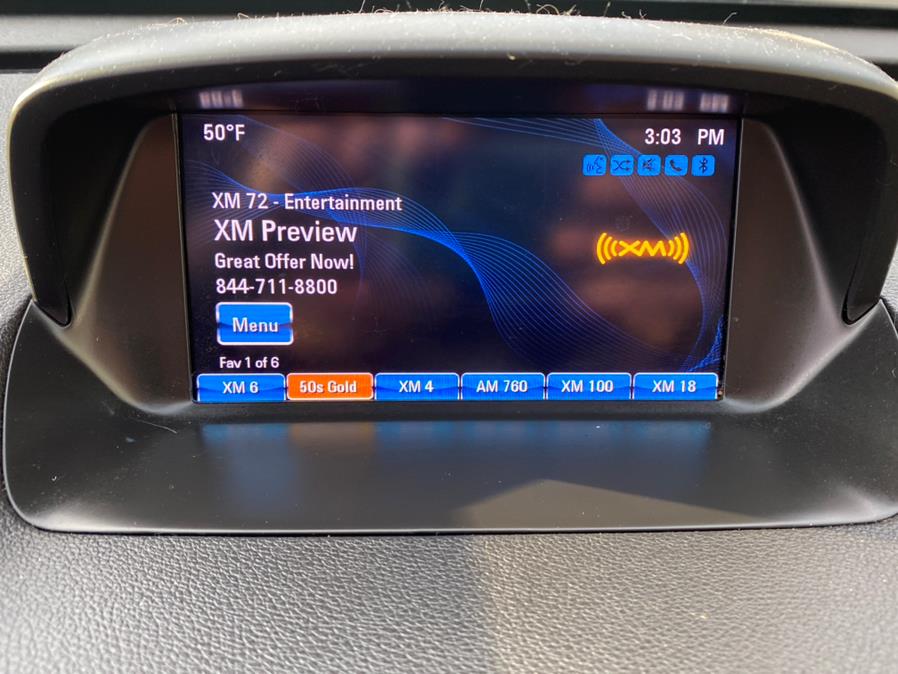 50°F
3:03 PM
XM 72 - Entertainment
XM Preview
((XM))
Great Offer Now!
844-711-8800
Menu
Fav 1 of 6
XM 6 50s Gold XM 4 AM 760 XM 100 XM 18